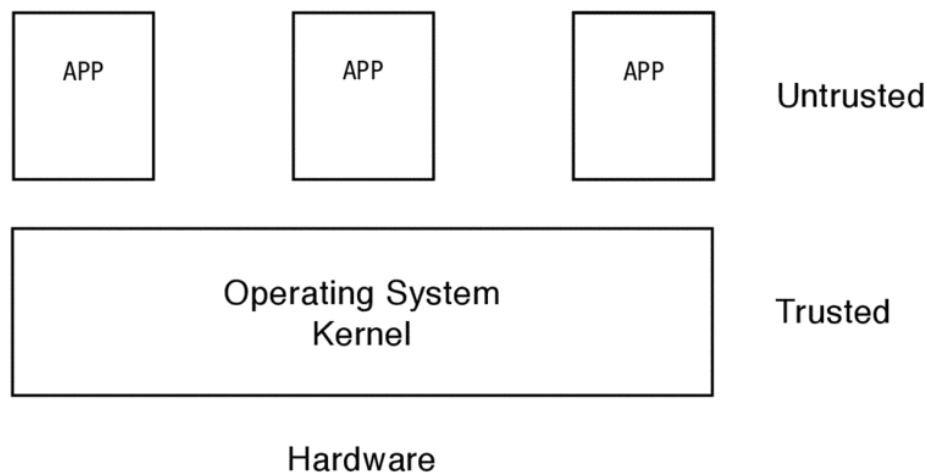 APP
APP
APP
Untrusted
Operating System
Kernel
Trusted
Hardware